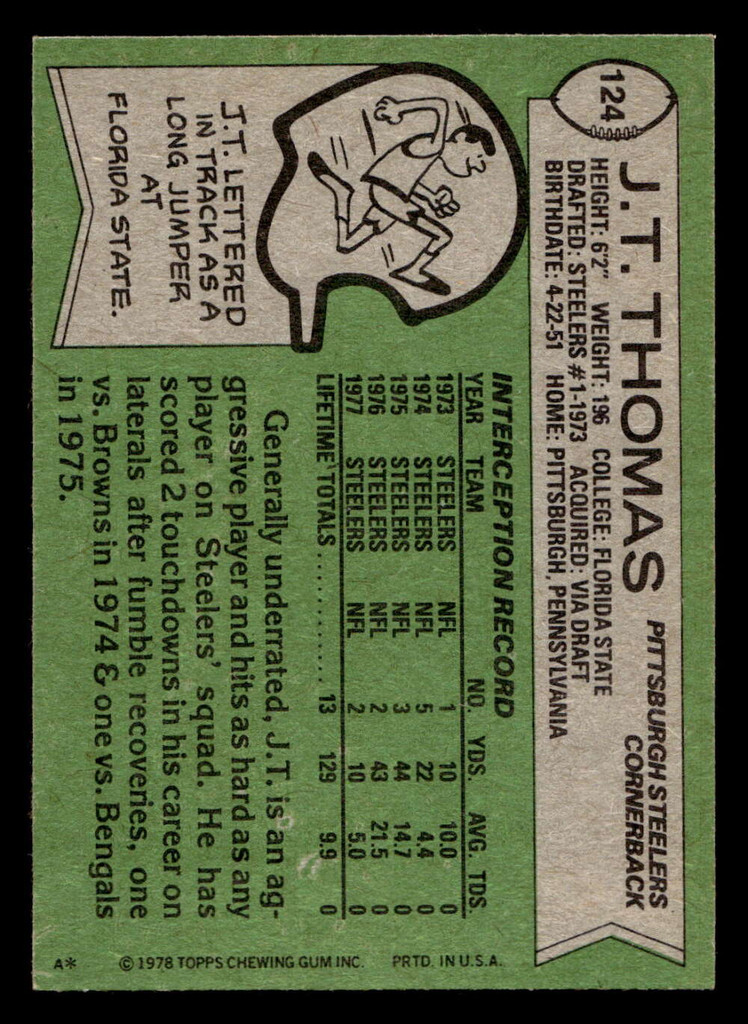 124
J.T. THOMAS
PITTSBURGH STEELERS
CORNERBACK
HEIGHT: 6'2" WEIGHT: 196 COLLEGE: FLORIDA STATE
DRAFTED: STEELERS #1-1973 ACQUIRED: VIA DRAFT
BIRTHDATE: 4-22-51 HOME: PITTSBURGH, PENNSYLVANIA
J.T. LETTERED
IN TRACK AS A
LONG JUMPER
AT
FLORIDA STATE.
INTERCEPTION RECORD
YEAR TEAM NO. YDS. AVG. TDS.
1973 STEELERS NFL 1 10 10.0 0
1974 STEELERS NFL 5 22 4.4 0
1975 STEELERS NFL 3 44 14.7 0
1976 STEELERS NFL 2 43 21.5 0
1977 STEELERS NFL 2 10 5.0 0
LIFETIME TOTALS ............ 13 129 9.9 0
Generally underrated, J.T. is an ag-
gressive player and hits as hard as any
player on Steelers' squad. He has
scored 2 touchdowns in his career on
laterals after fumble recoveries, one
vs. Browns in 1974 & one vs. Bengals
in 1975.
A* © 1978 TOPPS CHEWING GUM INC. PRTD. IN U.S.A.